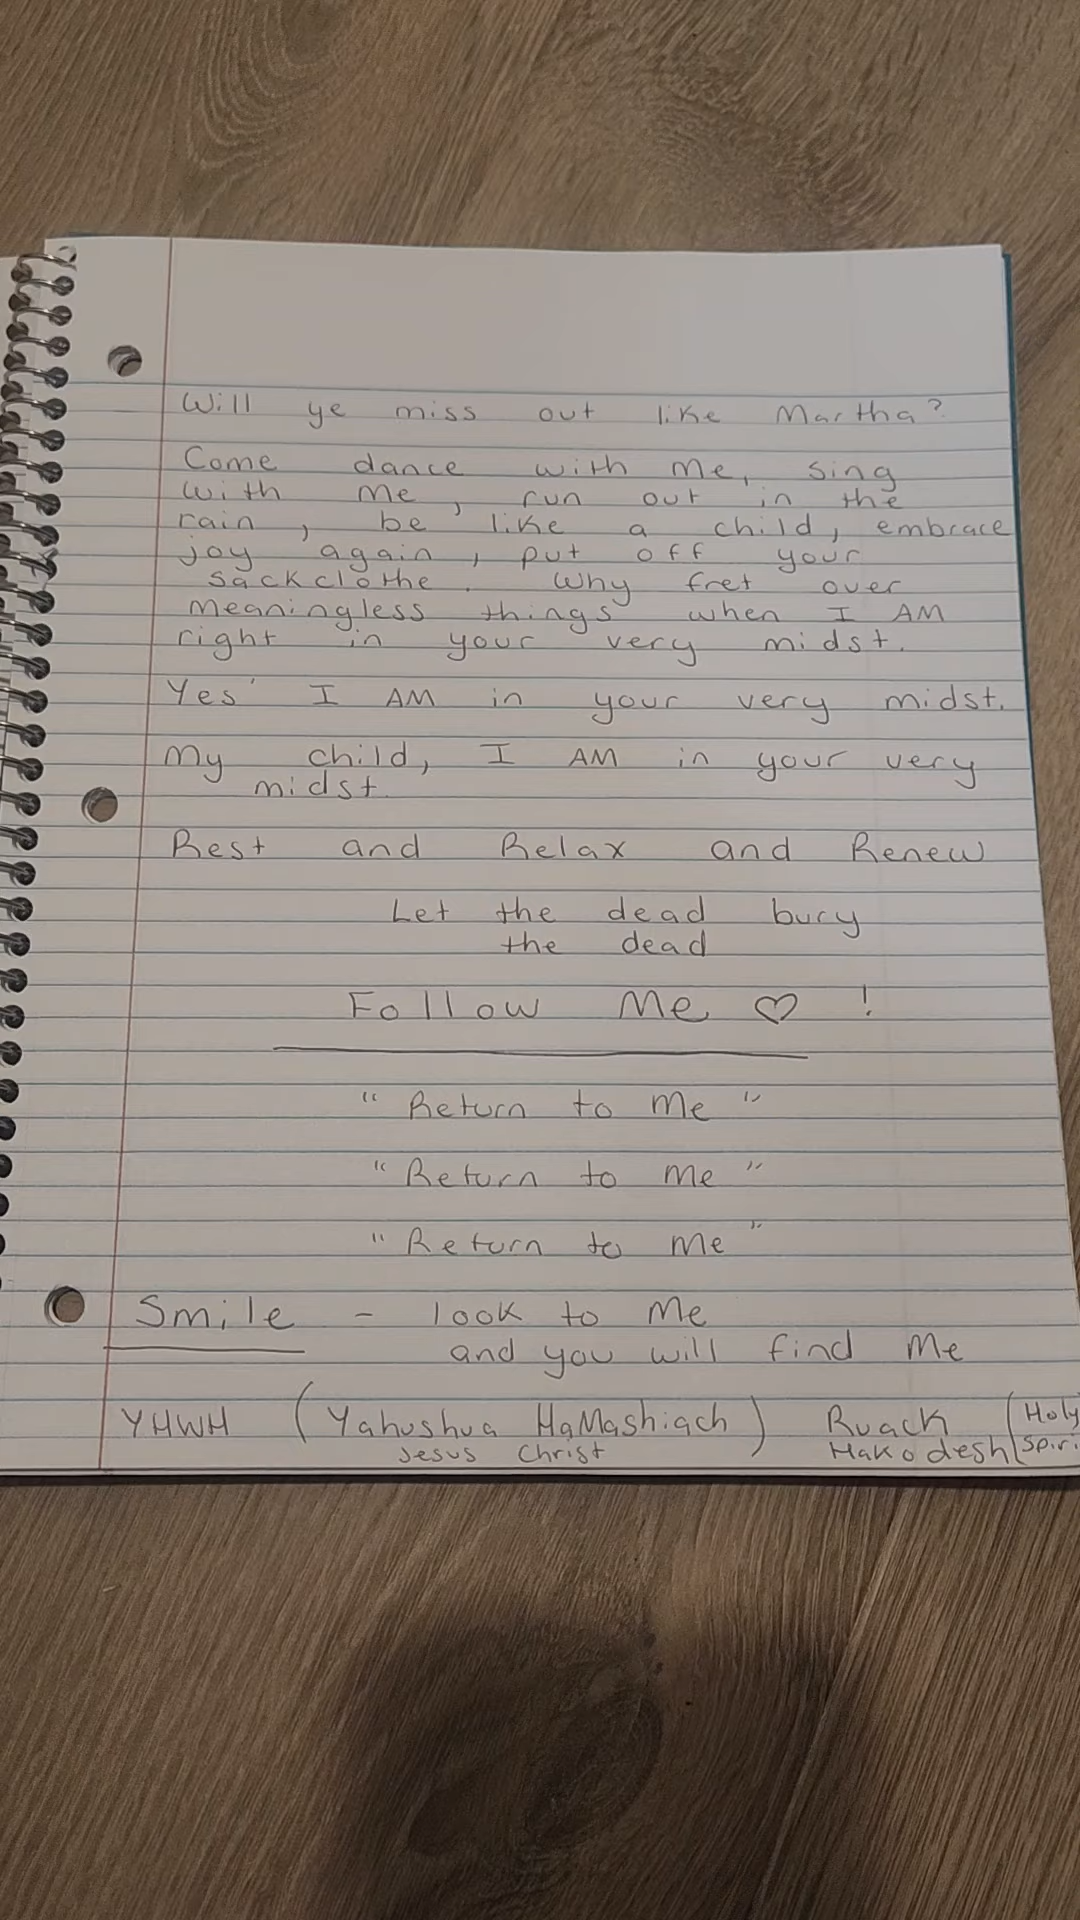 Will ye miss out like Martha?
Come dance with me, sing
with me, run out in the
rain, be like a child, embrace
joy again, put off your
sackclothe. Why fret over
meaningless things when I AM
right in your very midst.
Yes' I AM in your very midst.
My child, I AM in your very
midst.
Rest and Relax and Renew
Let the dead bury
the dead
Follow Me ♡ !
"Return to Me"
"Return to me"
"Return to me"
Smile - look to Me
and you will find Me
YHWH (Yahushua HaMashiach) Ruack (Holy
Jesus Christ Hakodesh Spiri